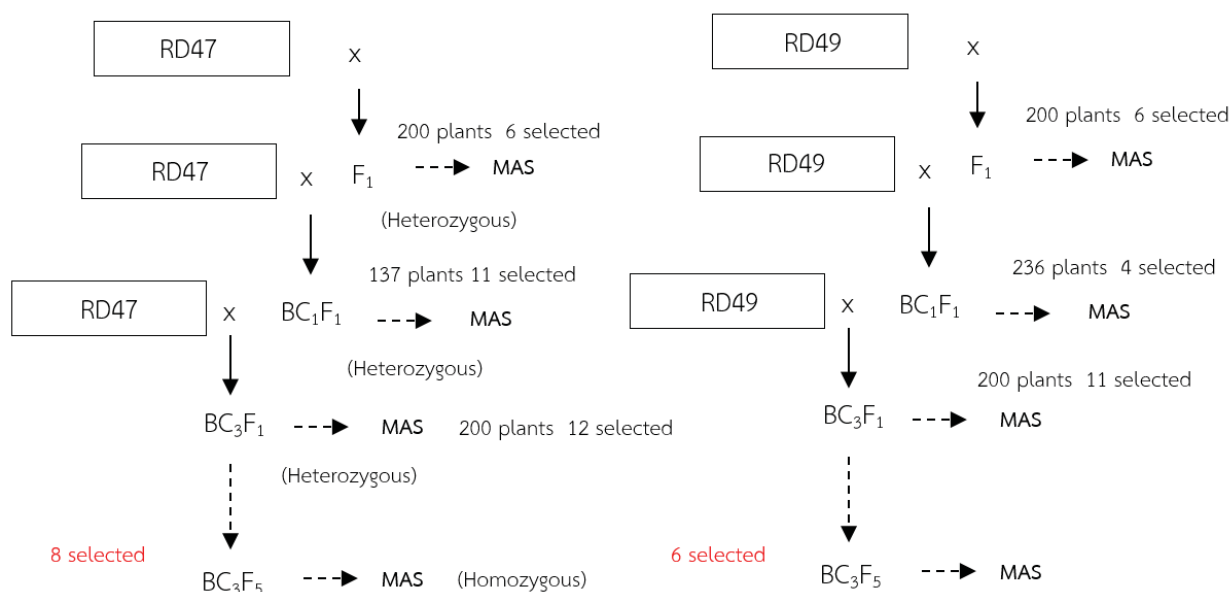 RD47
x
200 plants 6 selected
RD47
x
F₁
MAS
(Heterozygous)
137 plants 11 selected
RD47
x
BC₁F₁
MAS
(Heterozygous)
BC₃F₁
MAS
200 plants 12 selected
(Heterozygous)
8 selected
BC₃F₅
MAS
(Homozygous)
RD49
x
200 plants 6 selected
RD49
x
F₁
MAS
236 plants 4 selected
RD49
x
BC₁F₁
MAS
200 plants 11 selected
BC₃F₁
MAS
6 selected
BC₃F₅
MAS